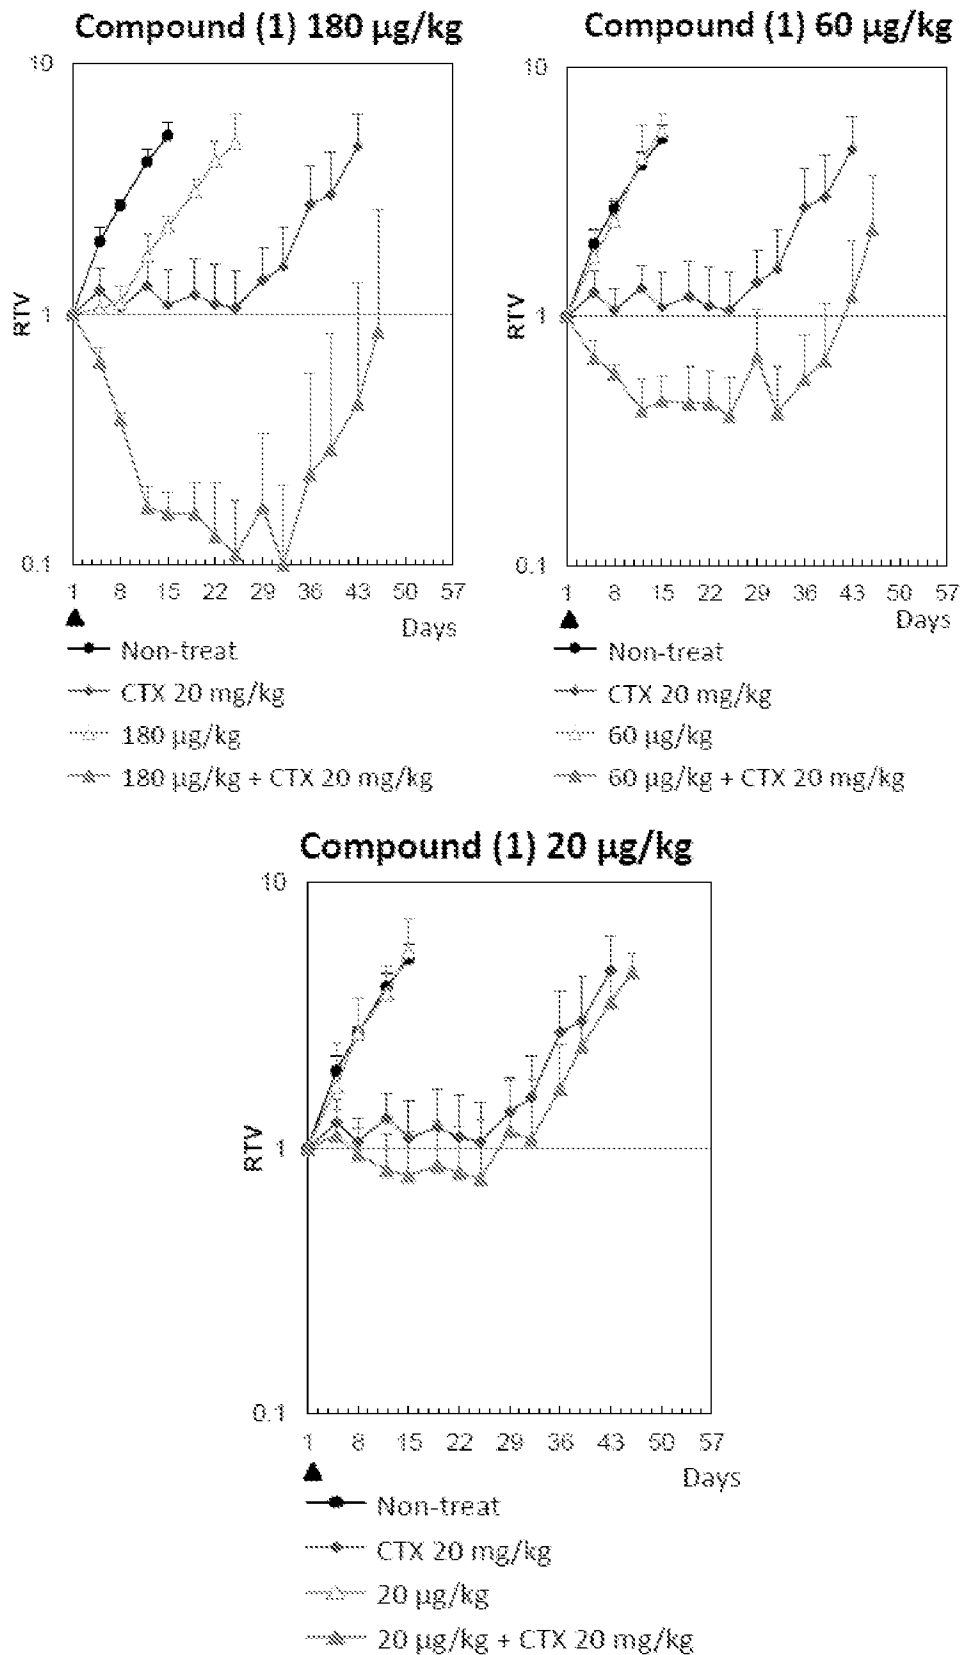 Compound (1) 180 µg/kg
10
RTV
1
0.1
1 8 15 22 29 36 43 50 57
Days
Non-treat
CTX 20 mg/kg
180 µg/kg
180 µg/kg + CTX 20 mg/kg
Compound (1) 60 µg/kg
10
RTV
1
0.1
1 8 15 22 29 36 43 50 57
Days
Non-treat
CTX 20 mg/kg
60 µg/kg
60 µg/kg + CTX 20 mg/kg
Compound (1) 20 µg/kg
10
RTV
1
0.1
1 8 15 22 29 36 43 50 57
Days
Non-treat
CTX 20 mg/kg
20 µg/kg
20 µg/kg + CTX 20 mg/kg